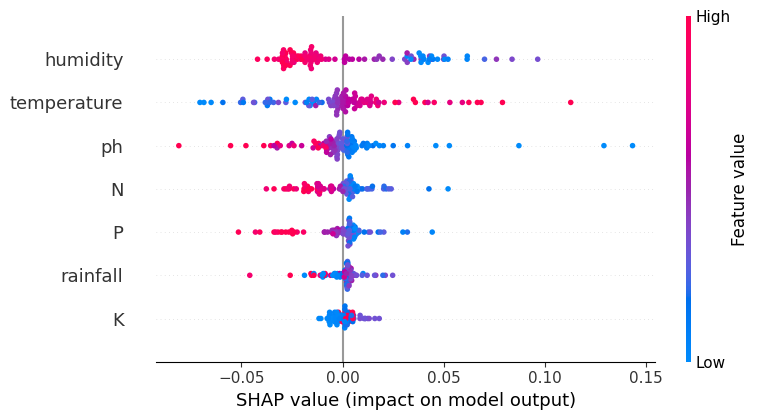 High
humidity
temperature
ph
N
P
rainfall
K
Feature value
Low
−0.05 0.00 0.05 0.10 0.15
SHAP value (impact on model output)